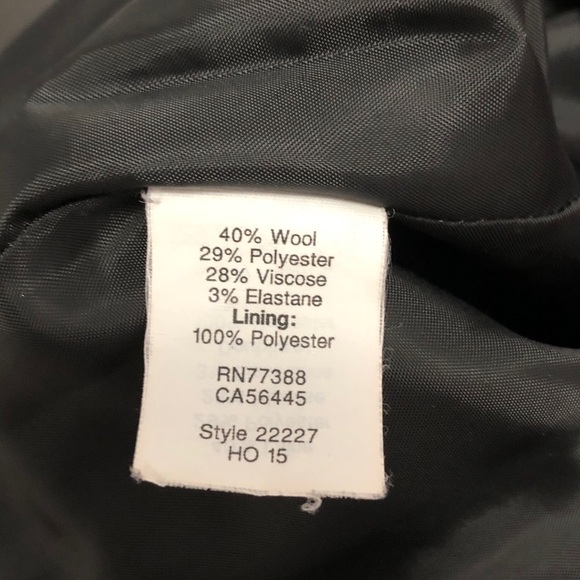 40% Wool
29% Polyester
28% Viscose
3% Elastane
Lining:
100% Polyester
RN77388
CA56445
Style 22227
HO 15